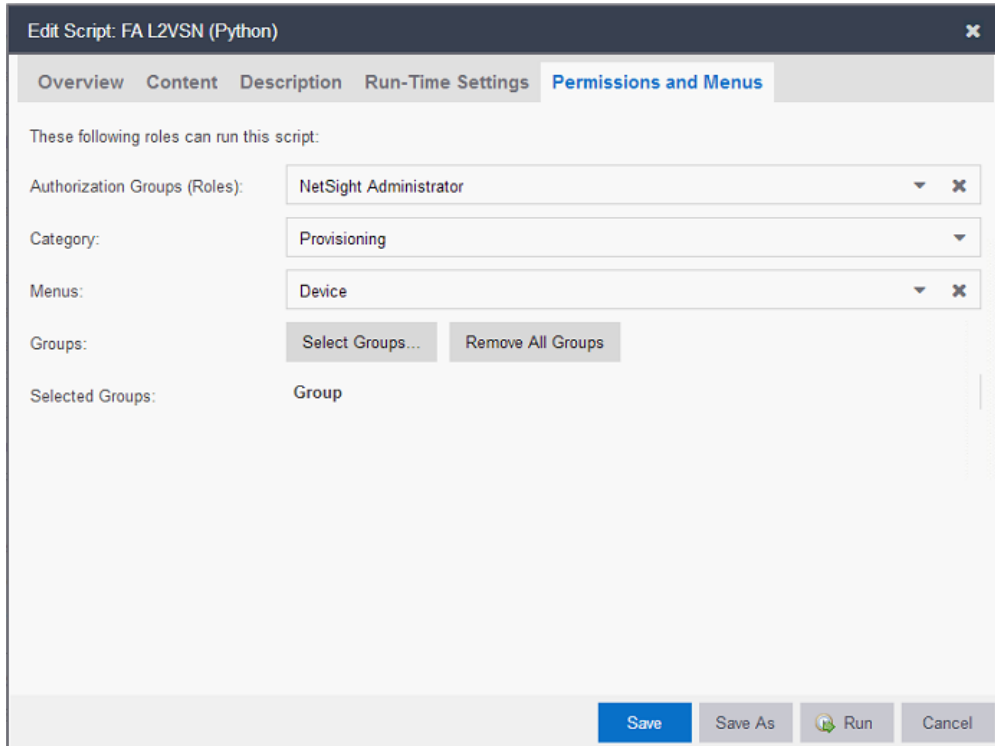 Edit Script: FA L2VSN (Python)
Overview Content Description Run-Time Settings Permissions and Menus
These following roles can run this script:
Authorization Groups (Roles): NetSight Administrator
Category: Provisioning
Menus: Device
Groups: Select Groups... Remove All Groups
Selected Groups: Group
Save Save As Run Cancel